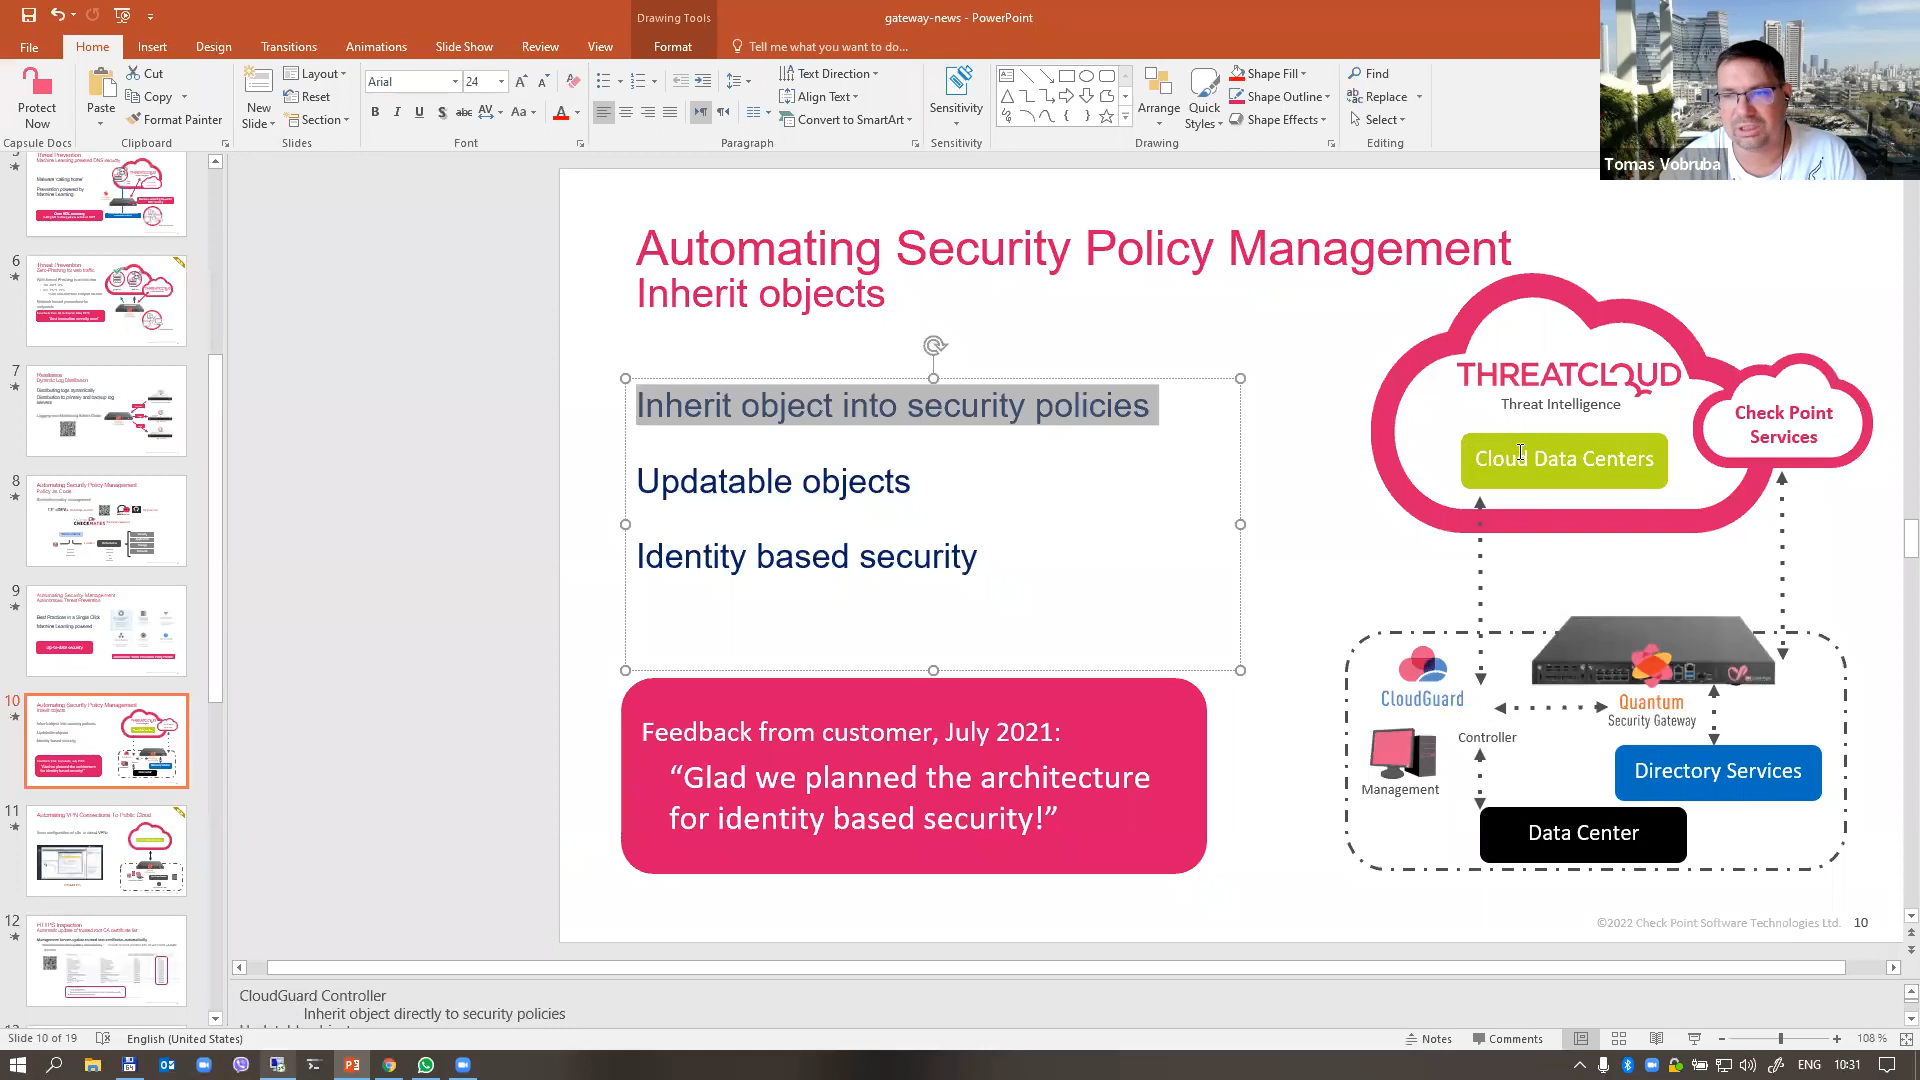 gateway-news - PowerPoint
Drawing Tools
File
Home
Insert
Design
Transitions
Animations
Slide Show
Review
View
Format
Tell me what you want to do...
Protect
Now
Capsule Docs
Paste
Cut
Copy
Format Painter
Clipboard
New
Slide
Layout
Reset
Section
Slides
Arial
24
Font
Text Direction
Align Text
Convert to SmartArt
Paragraph
Sensitivity
Sensitivity
Arrange
Quick
Styles
Shape Fill
Shape Outline
Shape Effects
Drawing
Find
Replace
Select
Editing
Tomas Vobruba
6
7
8
9
10
11
12
Automating Security Policy Management
Inherit objects
Inherit object into security policies
Updatable objects
Identity based security
Feedback from customer, July 2021:
“Glad we planned the architecture
for identity based security!”
THREATCLOUD
Threat Intelligence
Cloud Data Centers
Check Point
Services
CloudGuard
Controller
Management
Quantum
Security Gateway
Directory Services
Data Center
©2022 Check Point Software Technologies Ltd.
10
CloudGuard Controller
Inherit object directly to security policies
Slide 10 of 19
English (United States)
Notes
Comments
108 %
ENG
10:31